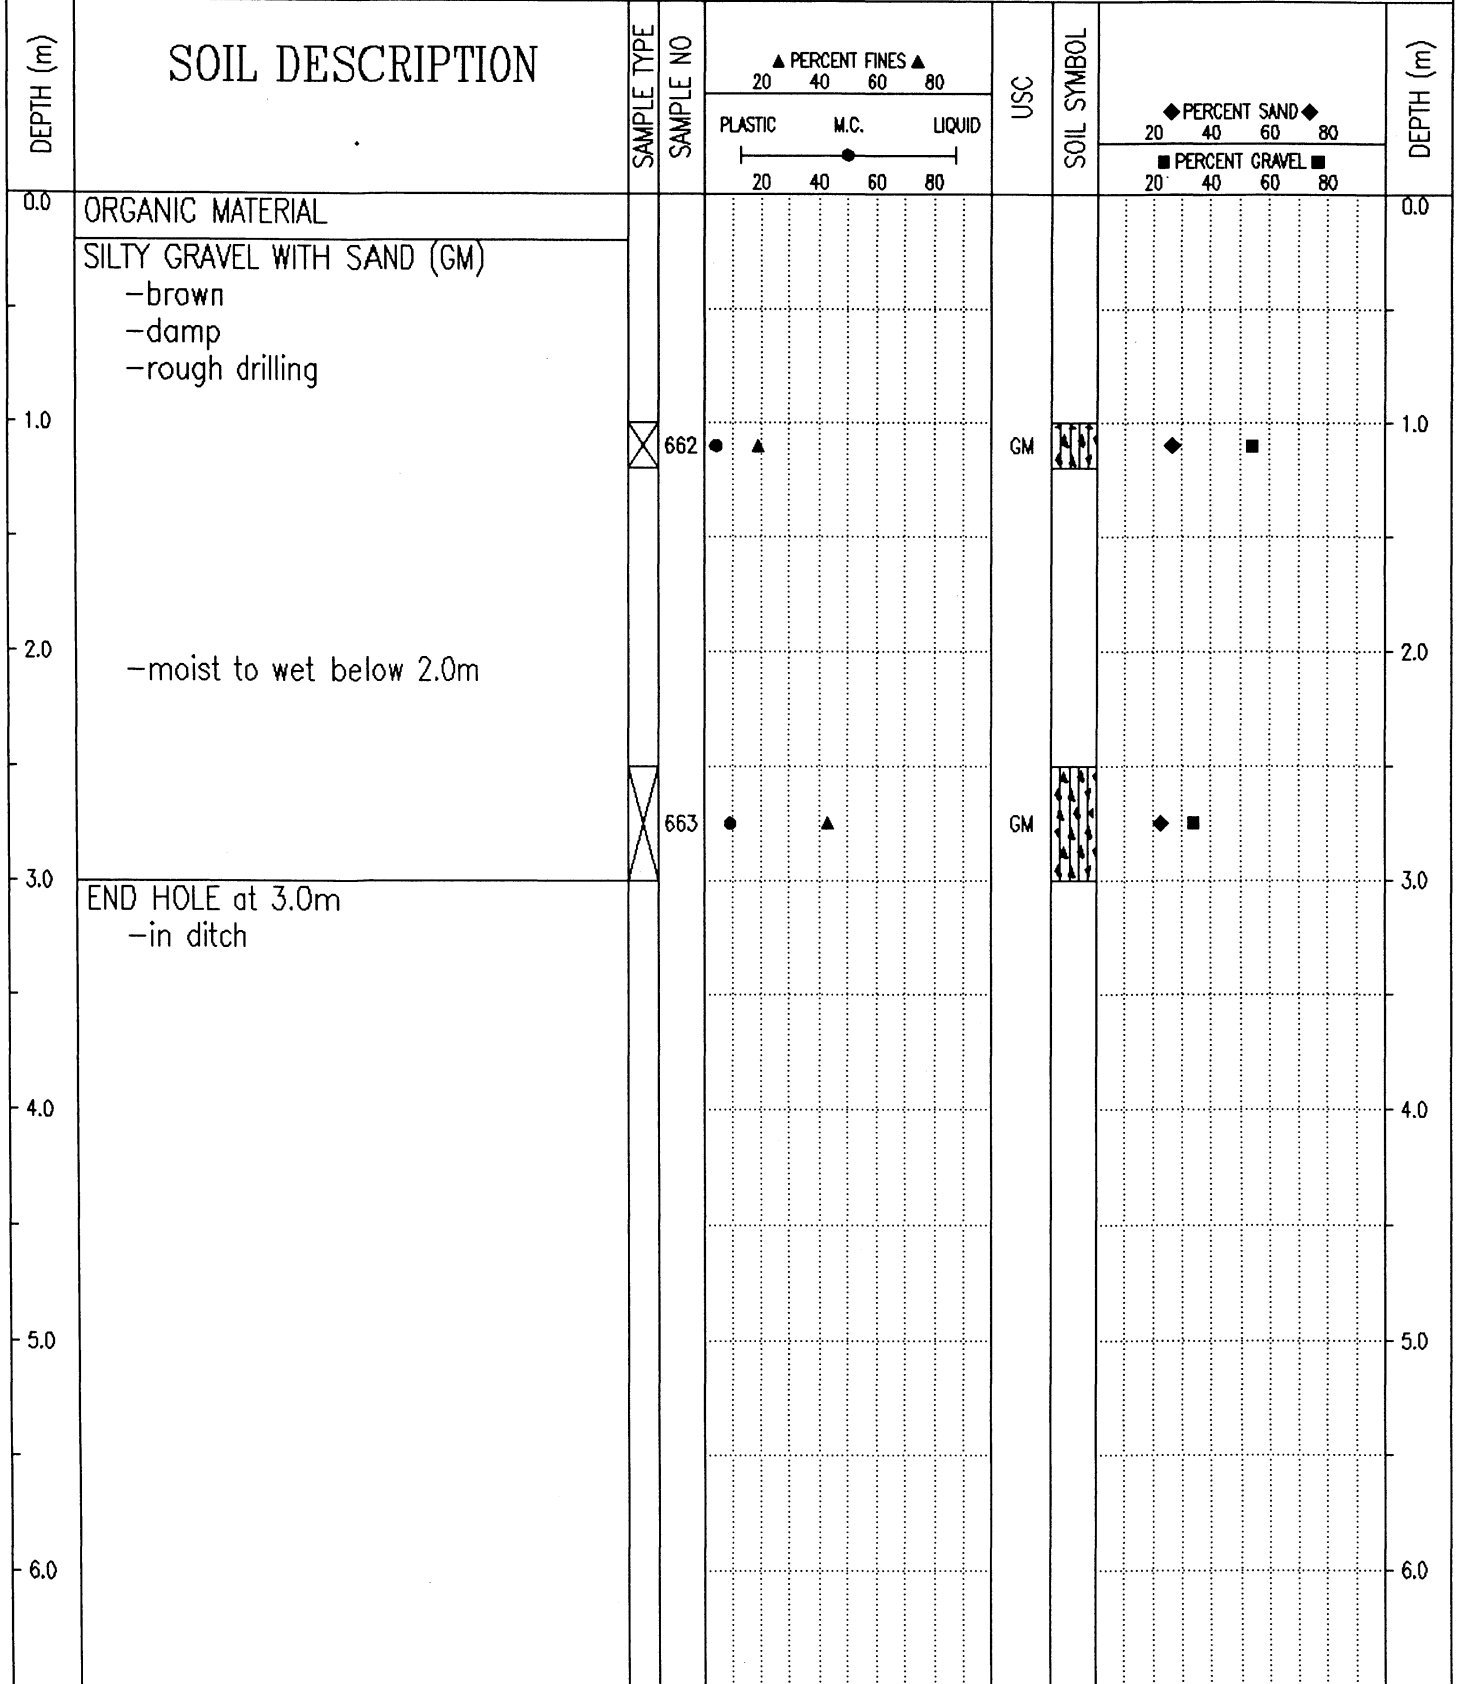 DEPTH (m)
SOIL DESCRIPTION
SAMPLE TYPE
SAMPLE NO
▲ PERCENT FINES ▲
20 40 60 80
PLASTIC M.C. LIQUID
20 40 60 80
USC
SOIL SYMBOL
◆ PERCENT SAND ◆
20 40 60 80
■ PERCENT GRAVEL ■
20 40 60 80
DEPTH (m)
0.0 ORGANIC MATERIAL 0.0
SILTY GRAVEL WITH SAND (GM)
-brown
-damp
-rough drilling
1.0 1.0
662 GM
2.0 2.0
-moist to wet below 2.0m
663 GM
3.0 3.0
END HOLE at 3.0m
-in ditch
4.0 4.0
5.0 5.0
6.0 6.0